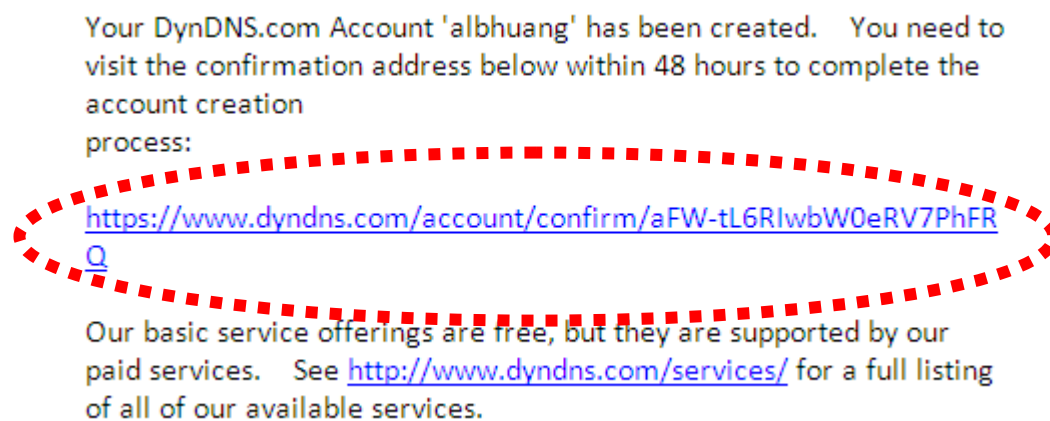 Your DynDNS.com Account 'albhuang' has been created.    You need to
visit the confirmation address below within 48 hours to complete the
account creation
process:
https://www.dyndns.com/account/confirm/aFW-tL6RIwbW0eRV7PhFR
Q
Our basic service offerings are free, but they are supported by our
paid services.    See http://www.dyndns.com/services/ for a full listing
of all of our available services.